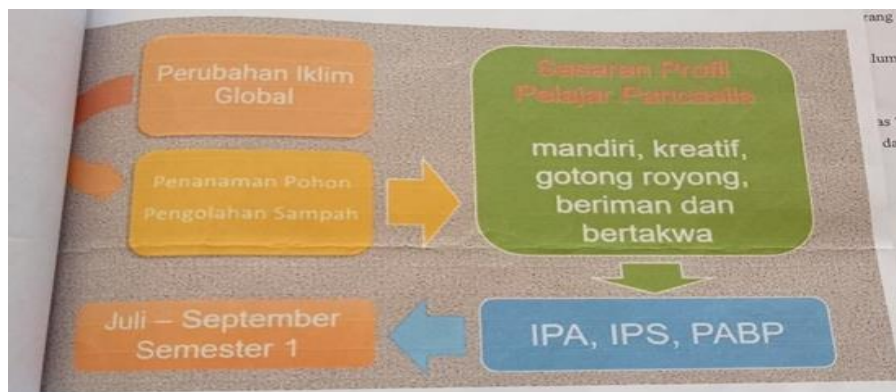 Perubahan Iklim
Global
Penanaman Pohon
Pengolahan Sampah
Sasaran Profil
Pelajar Pancasila
mandiri, kreatif,
gotong royong,
beriman dan
bertakwa
IPA, IPS, PABP
Juli – September
Semester 1